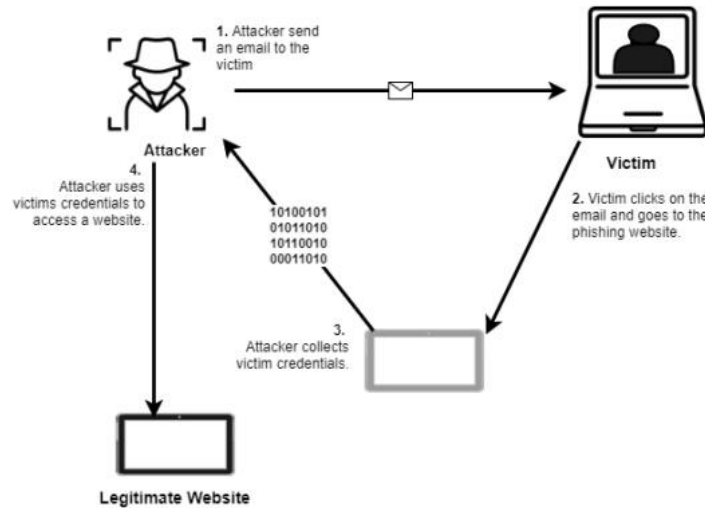 1. Attacker send
an email to the
victim
Attacker
Victim
2. Victim clicks on the
email and goes to the
phishing website.
10100101
01011010
10110010
00011010
3.
Attacker collects
victim credentials.
4.
Attacker uses
victims credentials to
access a website.
Legitimate Website